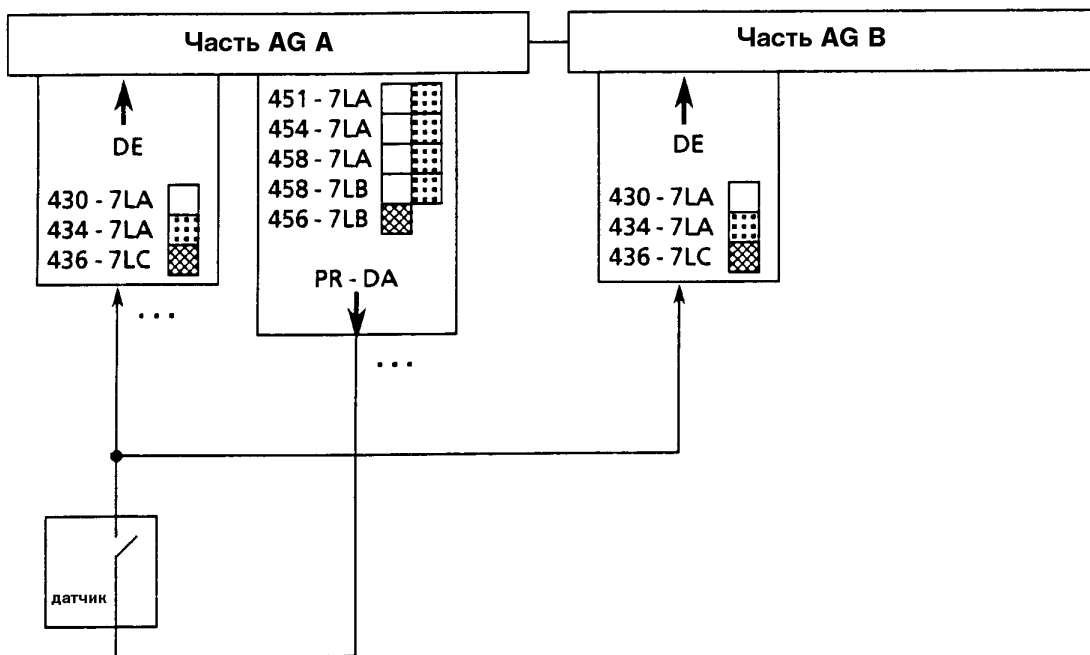 Часть AG A
Часть AG B
DE
430 - 7LA
434 - 7LA
436 - 7LC
...
451 - 7LA
454 - 7LA
458 - 7LA
458 - 7LB
456 - 7LB
PR - DA
...
DE
430 - 7LA
434 - 7LA
436 - 7LC
датчик